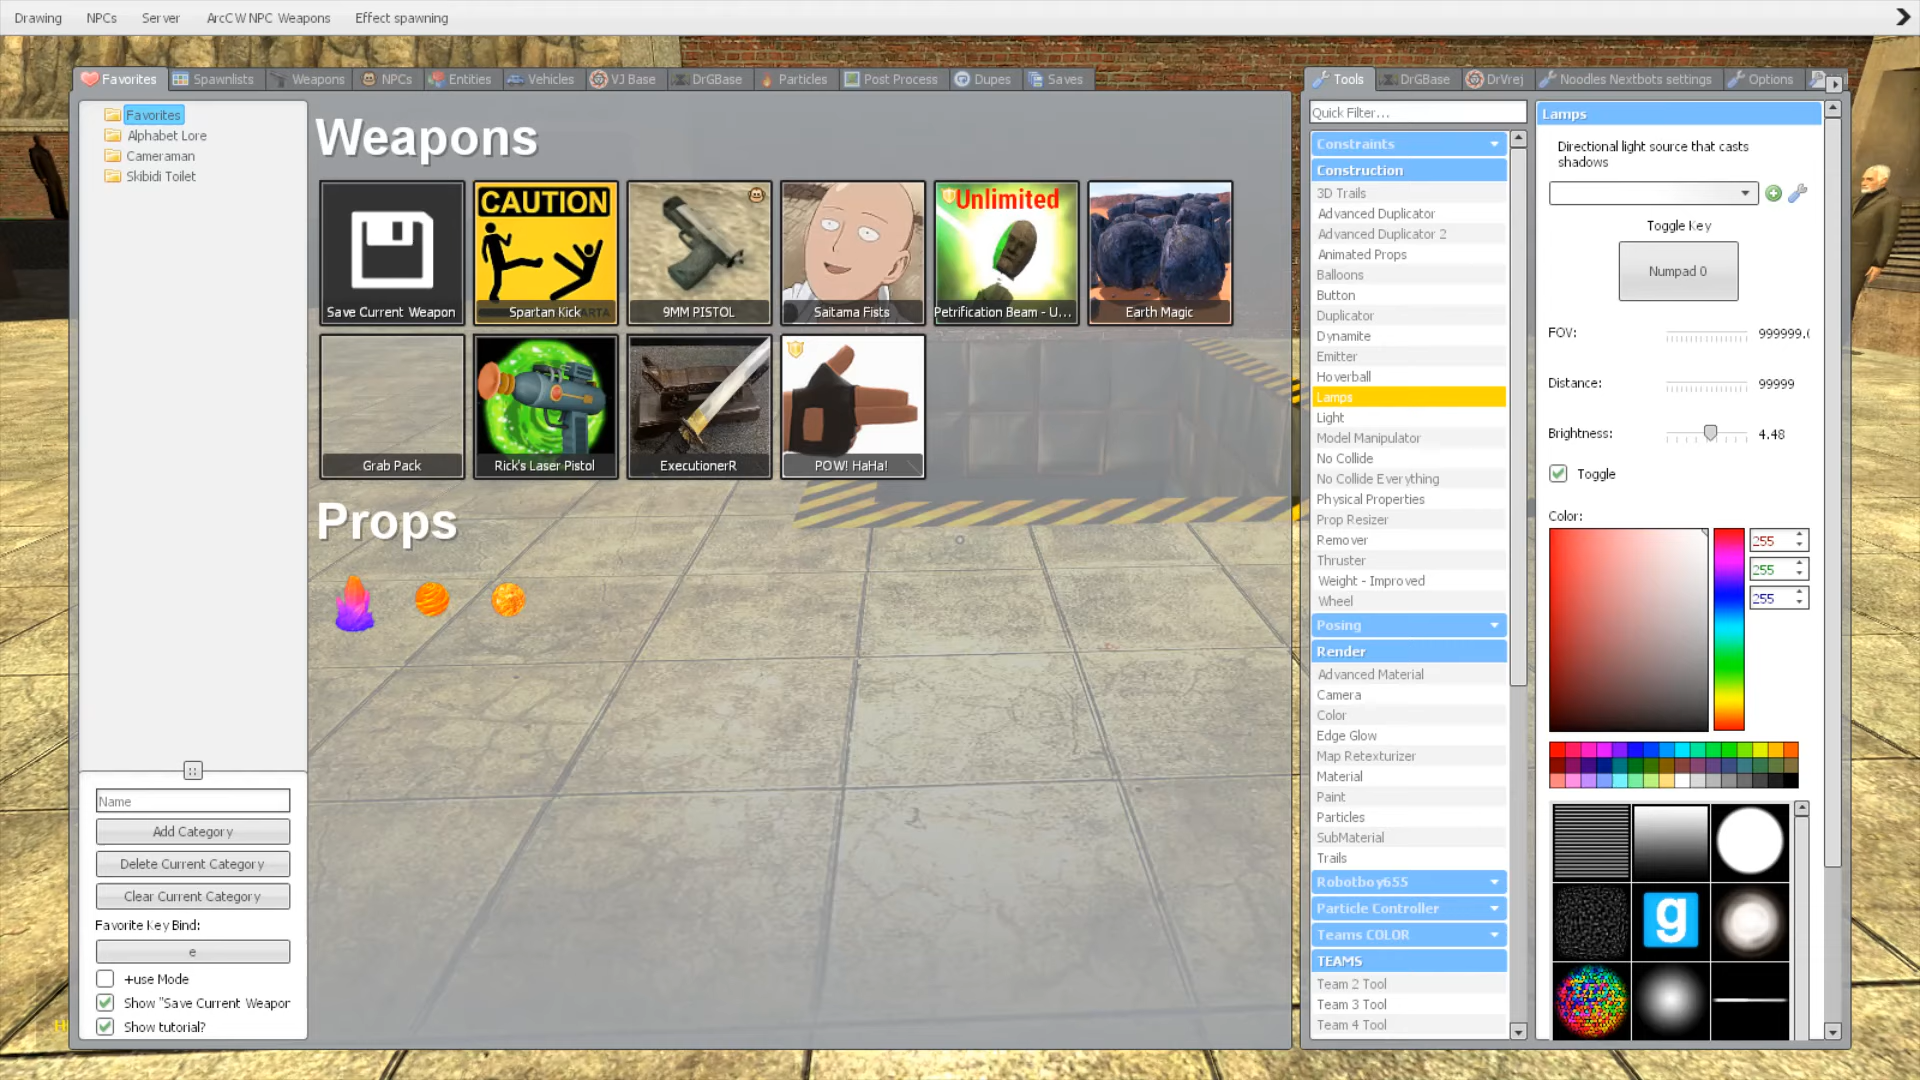 Drawing NPCs Server ArcCW NPC Weapons Effect spawning
Favorites Spawnlists Weapons NPCs Entities Vehicles VJ Base DrGBase Particles Post Process Dupes Saves
Favorites
Alphabet Lore
Cameraman
Skibidi Toilet
Name
Add Category
Delete Current Category
Clear Current Category
Favorite Key Bind:
e
+use Mode
Show "Save Current Weapon
Show tutorial?
Weapons
CAUTION
Unlimited
Save Current Weapon
Spartan Kick
9MM PISTOL
Saitama Fists
Petrification Beam - U...
Earth Magic
Grab Pack
Rick's Laser Pistol
ExecutionerR
POW! HaHa!
Props
Tools DrGBase DrVrej Noodles Nextbots settings Options
Quick Filter...
Constraints
Construction
3D Trails
Advanced Duplicator
Advanced Duplicator 2
Animated Props
Balloons
Button
Duplicator
Dynamite
Emitter
Hoverball
Lamps
Light
Model Manipulator
No Collide
No Collide Everything
Physical Properties
Prop Resizer
Remover
Thruster
Weight - Improved
Wheel
Posing
Render
Advanced Material
Camera
Color
Edge Glow
Map Retexturizer
Material
Paint
Particles
SubMaterial
Trails
Robotboy655
Particle Controller
Teams COLOR
TEAMS
Team 2 Tool
Team 3 Tool
Team 4 Tool
Lamps
Directional light source that casts
shadows
Toggle Key
Numpad 0
FOV: 999999.(
Distance: 99999
Brightness: 4.48
Toggle
Color:
255
255
255
g